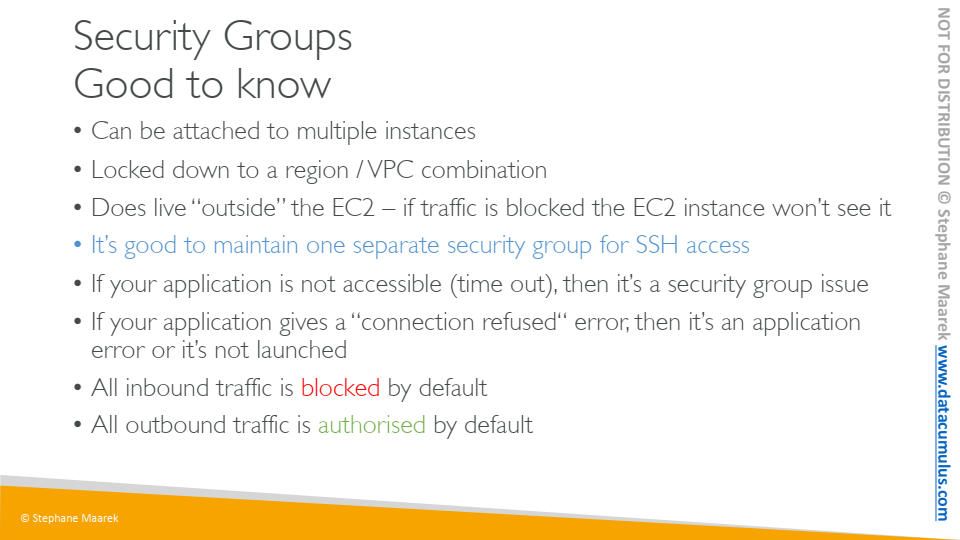 Security Groups
Good to know
• Can be attached to multiple instances
• Locked down to a region / VPC combination
• Does live “outside” the EC2 – if traffic is blocked the EC2 instance won’t see it
• It’s good to maintain one separate security group for SSH access
• If your application is not accessible (time out), then it’s a security group issue
• If your application gives a “connection refused“ error, then it’s an application
error or it’s not launched
• All inbound traffic is blocked by default
• All outbound traffic is authorised by default
© Stephane Maarek
NOT FOR DISTRIBUTION © Stephane Maarek www.datacumulus.com